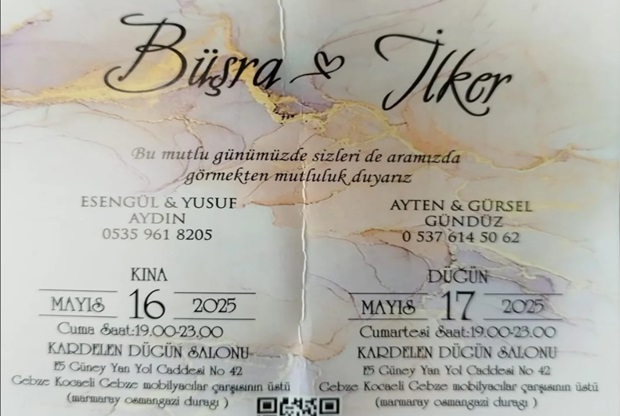 Büşra İlker
Bu mutlu günümüzde sizleri de aramızda
görmekten mutluluk duyarız
ESENGÜL & YUSUF
AYDIN
0535 961 8205
AYTEN & GÜRSEL
GÜNDÜZ
0 537 614 50 62
KINA
MAYIS 16 2025
Cuma Saat:19.00-23,00
KARDELEN DÜGÜN SALONU
E5 Güney Yan Yol Caddesi No 42
Gebze Kocaeli Gebze mobilyacılar çarşısının üstü
(marmaray osmangazi durağı )
DÜĞÜN
MAYIS 17 2025
Cumartesi Saat:19.00-23.00
KARDELEN DÜGÜN SALONU
E5 Güney Yan Yol Caddesi No 42
Gebze Kocaeli Gebze mobilyacılar çarşısının üstü
(marmaray osmangazi durağı )